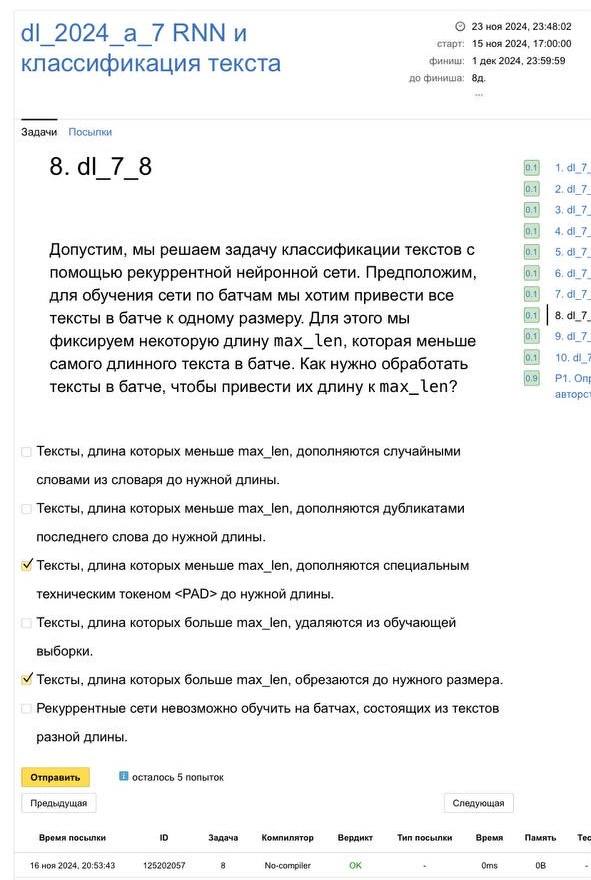 dl_2024_a_7 RNN и
классификация текста
23 ноя 2024, 23:48:02
старт: 15 ноя 2024, 17:00:00
финиш: 1 дек 2024, 23:59:59
до финиша: 8д.
...
Задачи Посылки
8. dl_7_8
0.1 1. dl_7_
0.1 2. dl_7_
0.1 3. dl_7_
0.1 4. dl_7_
0.1 5. dl_7_
0.1 6. dl_7_
0.1 7. dl_7_
0.1 8. dl_7_
0.1 9. dl_7_
0.1 10. dl_7
0.9 P1. Опр
авторст
Допустим, мы решаем задачу классификации текстов с
помощью рекуррентной нейронной сети. Предположим,
для обучения сети по батчам мы хотим привести все
тексты в батче к одному размеру. Для этого мы
фиксируем некоторую длину max_len, которая меньше
самого длинного текста в батче. Как нужно обработать
тексты в батче, чтобы привести их длину к max_len?
Тексты, длина которых меньше max_len, дополняются случайными
словами из словаря до нужной длины.
Тексты, длина которых меньше max_len, дополняются дубликатами
последнего слова до нужной длины.
Тексты, длина которых меньше max_len, дополняются специальным
техническим токеном <PAD> до нужной длины.
Тексты, длина которых больше max_len, удаляются из обучающей
выборки.
Тексты, длина которых больше max_len, обрезаются до нужного размера.
Рекуррентные сети невозможно обучить на батчах, состоящих из текстов
разной длины.
Отправить осталось 5 попыток
Предыдущая Следующая
Время посылки ID Задача Компилятор Вердикт Тип посылки Время Память Тес
16 ноя 2024, 20:53:43 125202057 8 No-compiler OK - 0ms 0B -